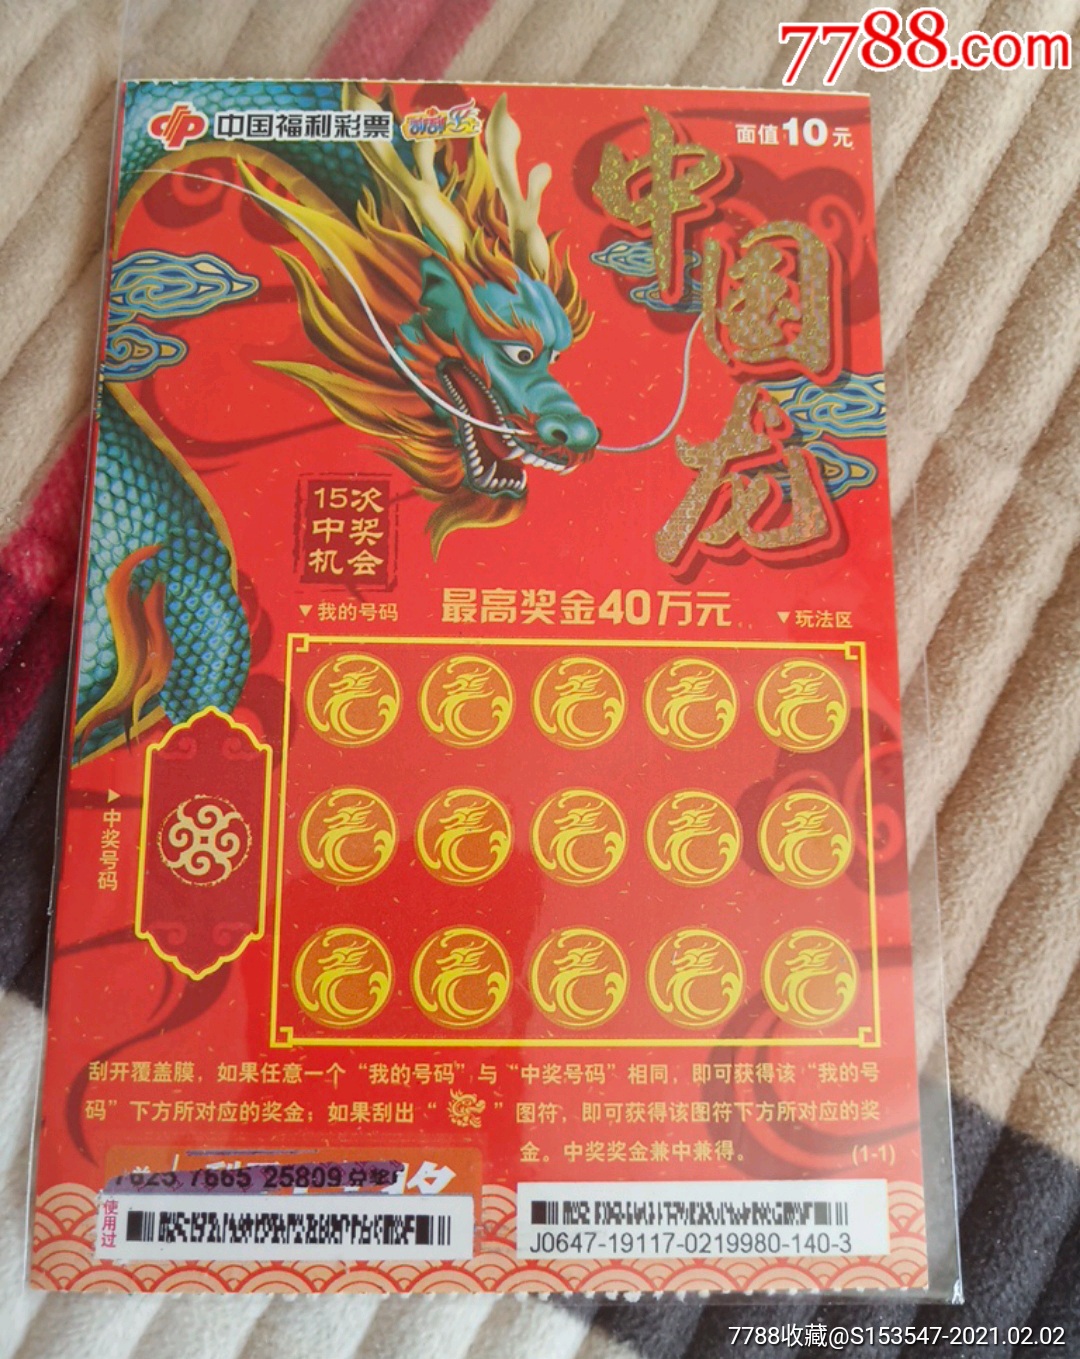 7788.com
中国福利彩票
面值10元
中国龙
15次
中奖
机会
▼我的号码
最高奖金40万元
▼玩法区
中奖号码
刮开覆盖膜，如果任意一个“我的号码”与“中奖号码”相同，即可获得该“我的号
码”下方所对应的奖金；如果刮出“ ”图符，即可获得该图符下方所对应的奖
金。中奖奖金兼中兼得。
(1-1)
7665 25809 兑奖
使用过
J0647-19117-0219980-140-3
7788收藏@S153547-2021.02.02